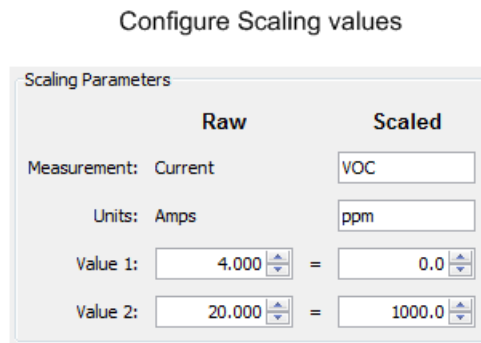 Configure Scaling values
Scaling Parameters
Raw Scaled
Measurement: Current VOC
Units: Amps ppm
Value 1: 4.000 = 0.0
Value 2: 20.000 = 1000.0